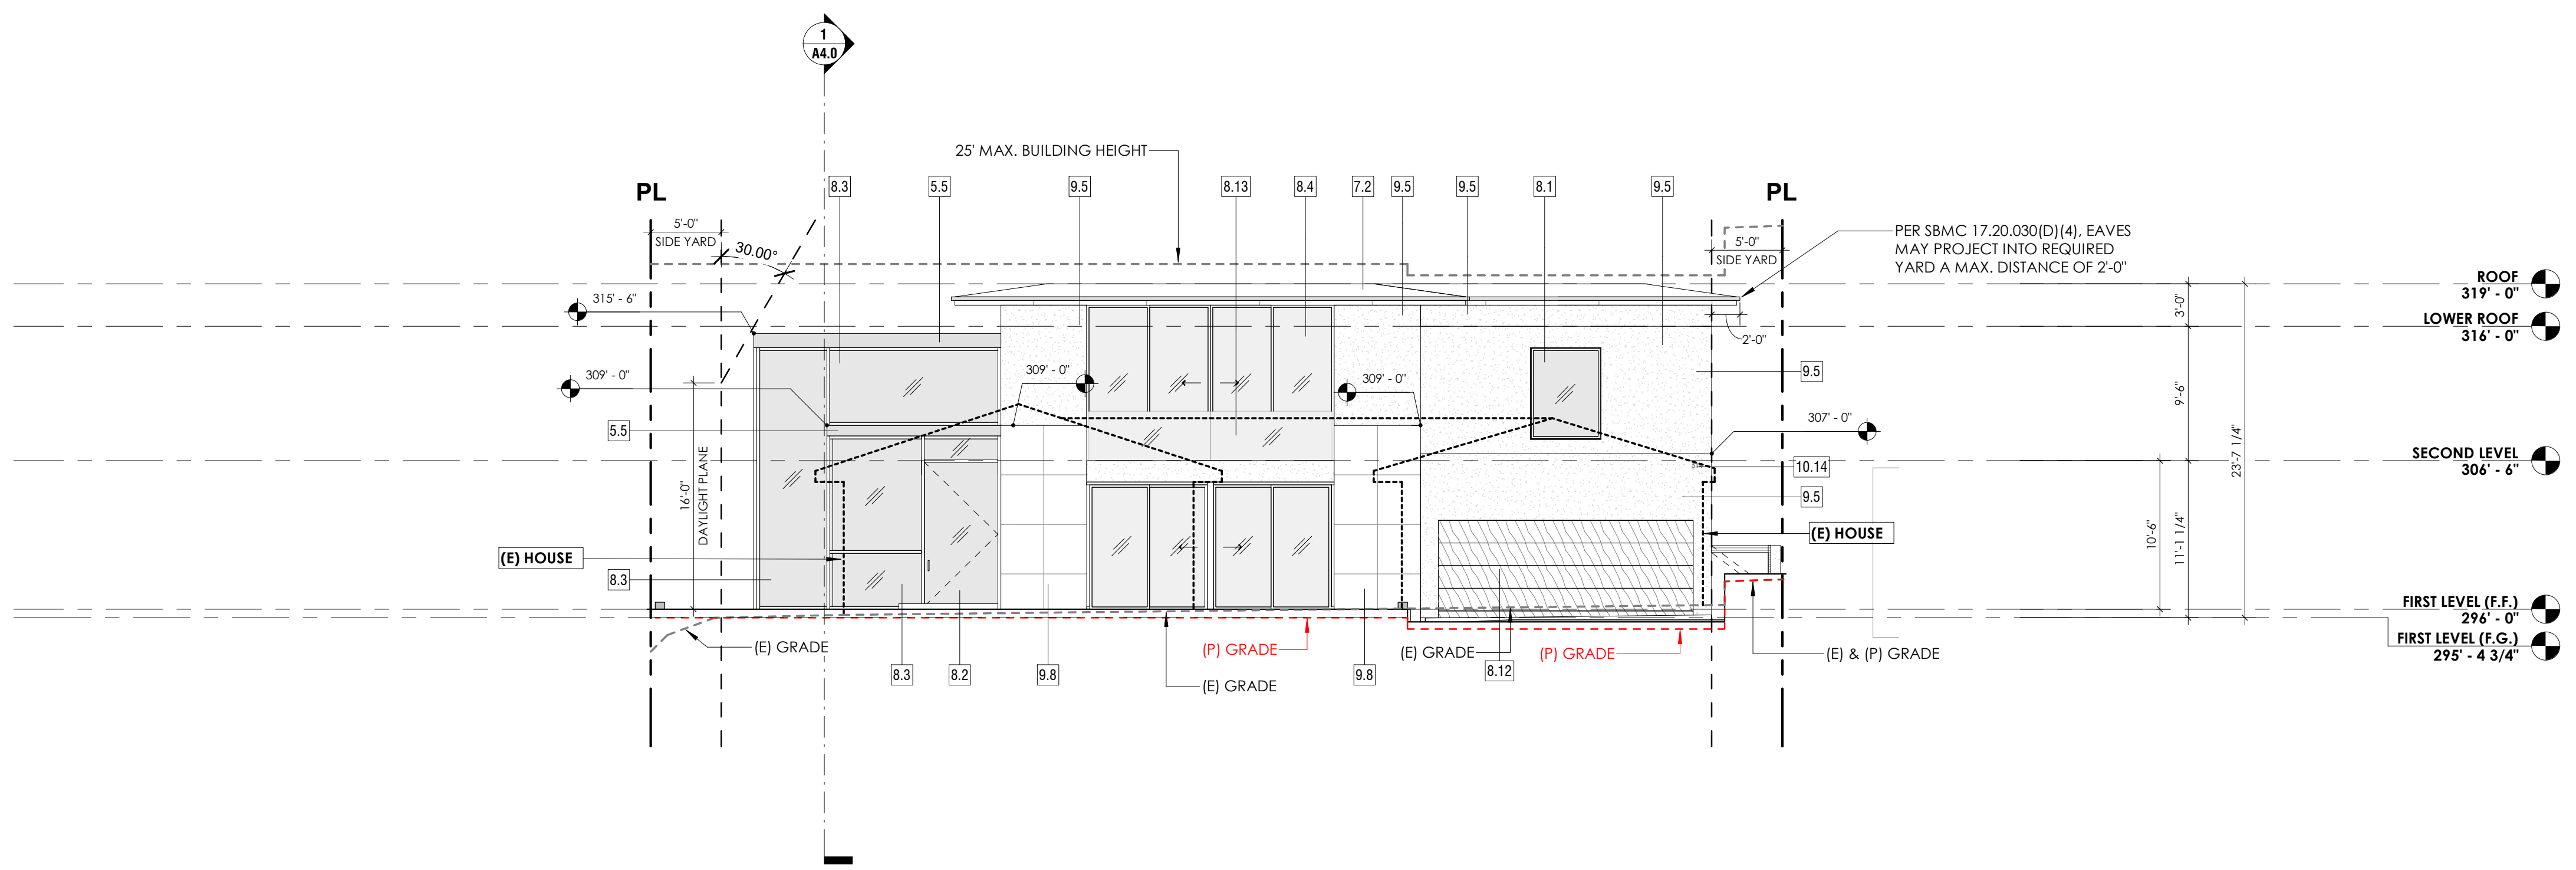 1
A4.0
25' MAX. BUILDING HEIGHT
PL
8.3
5.5
9.5
8.13
8.4
7.2
9.5
9.5
8.1
9.5
PL
5'-0"
SIDE YARD
30.00°
5'-0"
SIDE YARD
PER SBMC 17.20.030(D)(4), EAVES
MAY PROJECT INTO REQUIRED
YARD A MAX. DISTANCE OF 2'-0"
ROOF
319' - 0"
315' - 6"
3'-0"
LOWER ROOF
316' - 0"
2'-0"
309' - 0"
309' - 0"
309' - 0"
9.5
9'-6"
307' - 0"
5.5
23'-7 1/4"
SECOND LEVEL
306' - 6"
10.14
16'-0"
DAYLIGHT PLANE
9.5
(E) HOUSE
(E) HOUSE
10'-6"
11'-1 1/4"
8.3
FIRST LEVEL (F.F.)
296' - 0"
FIRST LEVEL (F.G.)
295' - 4 3/4"
(E) GRADE
(P) GRADE
(E) GRADE
(P) GRADE
(E) & (P) GRADE
8.3
8.2
9.8
(E) GRADE
9.8
8.12